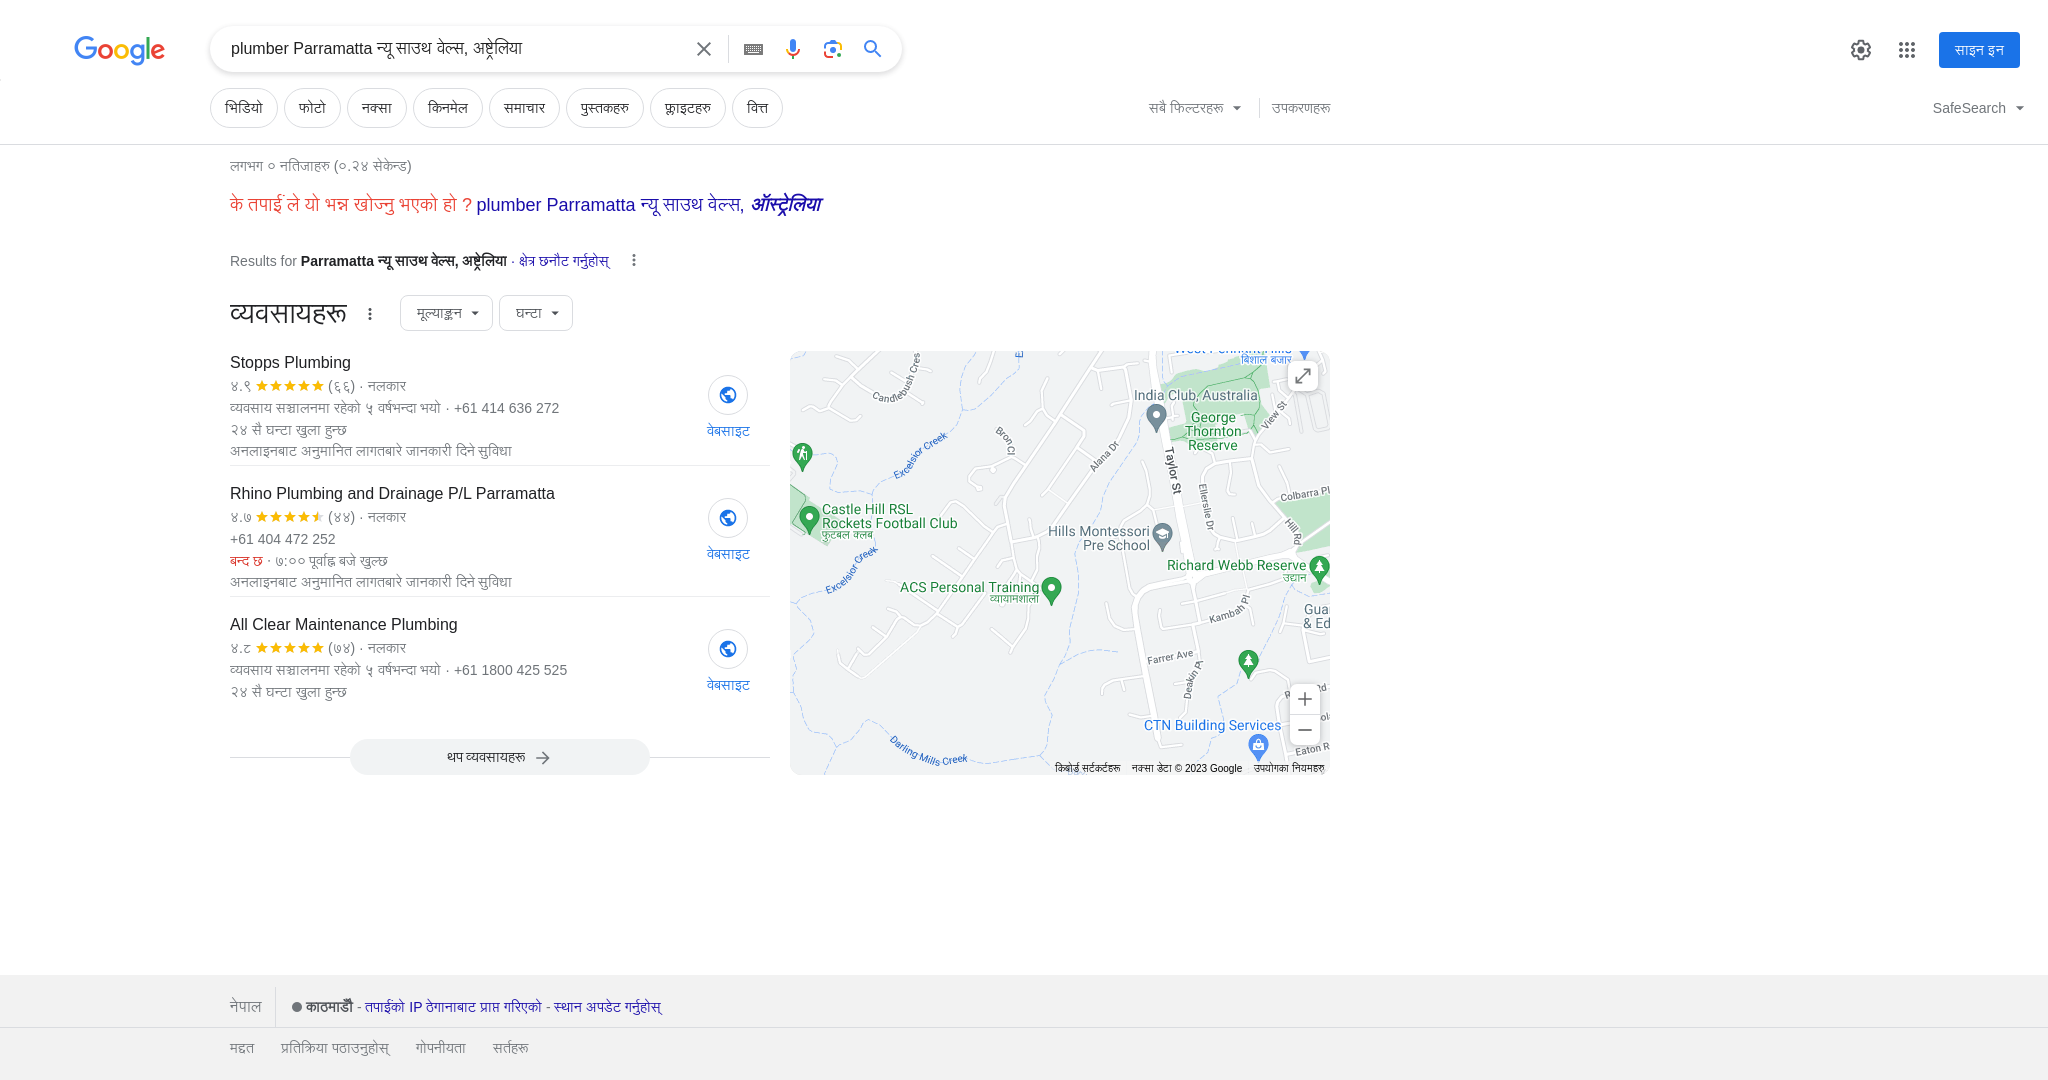 Google
plumber Parramatta न्यू साउथ वेल्स, अष्ट्रेलिया
साइन इन
भिडियो फोटो नक्सा किनमेल समाचार पुस्तकहरु फ्लाइटहरु वित्त
सबै फिल्टरहरू उपकरणहरू
SafeSearch
लगभग ० नतिजाहरु (०.२४ सेकेन्ड)
के तपाईं ले यो भन्न खोज्नु भएको हो ? plumber Parramatta न्यू साउथ वेल्स, ऑस्ट्रेलिया
Results for Parramatta न्यू साउथ वेल्स, अष्ट्रेलिया · क्षेत्र छनौट गर्नुहोस्
व्यवसायहरू
मूल्याङ्कन घन्टा
Stopps Plumbing
४.९ (६६) · नलकार
व्यवसाय सञ्चालनमा रहेको ५ वर्षभन्दा भयो · +61 414 636 272
२४ सै घन्टा खुला हुन्छ
अनलाइनबाट अनुमानित लागतबारे जानकारी दिने सुविधा
वेबसाइट
Rhino Plumbing and Drainage P/L Parramatta
४.७ (४४) · नलकार
+61 404 472 252
बन्द छ · ७:०० पूर्वाह्न बजे खुल्छ
अनलाइनबाट अनुमानित लागतबारे जानकारी दिने सुविधा
वेबसाइट
All Clear Maintenance Plumbing
४.८ (७४) · नलकार
व्यवसाय सञ्चालनमा रहेको ५ वर्षभन्दा भयो · +61 1800 425 525
२४ सै घन्टा खुला हुन्छ
वेबसाइट
थप व्यवसायहरू
बिशाल बजार
Candlebush Cres
India Club, Australia
George
Thornton
Reserve
View St
Bron Cl
Excelsior Creek
Alana Dr
Taylor St
Ellerslie Dr
Colbarra Pl
Hill Rd
Castle Hill RSL
Rockets Football Club
फुटबल क्लब
Hills Montessori
Pre School
Excelsior Creek
Richard Webb Reserve
उद्यान
ACS Personal Training
व्यायामशाला
Kambah Pl
Gua
& Ed
Farrer Ave
Deakin Pl
CTN Building Services
Eaton R
Darling Mills Creek
किबोर्ड सर्टकर्टहरू नक्सा डेटा © 2023 Google उपयोगका नियमहरु
नेपाल
काठमाडौँ - तपाईंको IP ठेगानाबाट प्राप्त गरिएको - स्थान अपडेट गर्नुहोस्
मद्दत प्रतिक्रिया पठाउनुहोस् गोपनीयता सर्तहरू